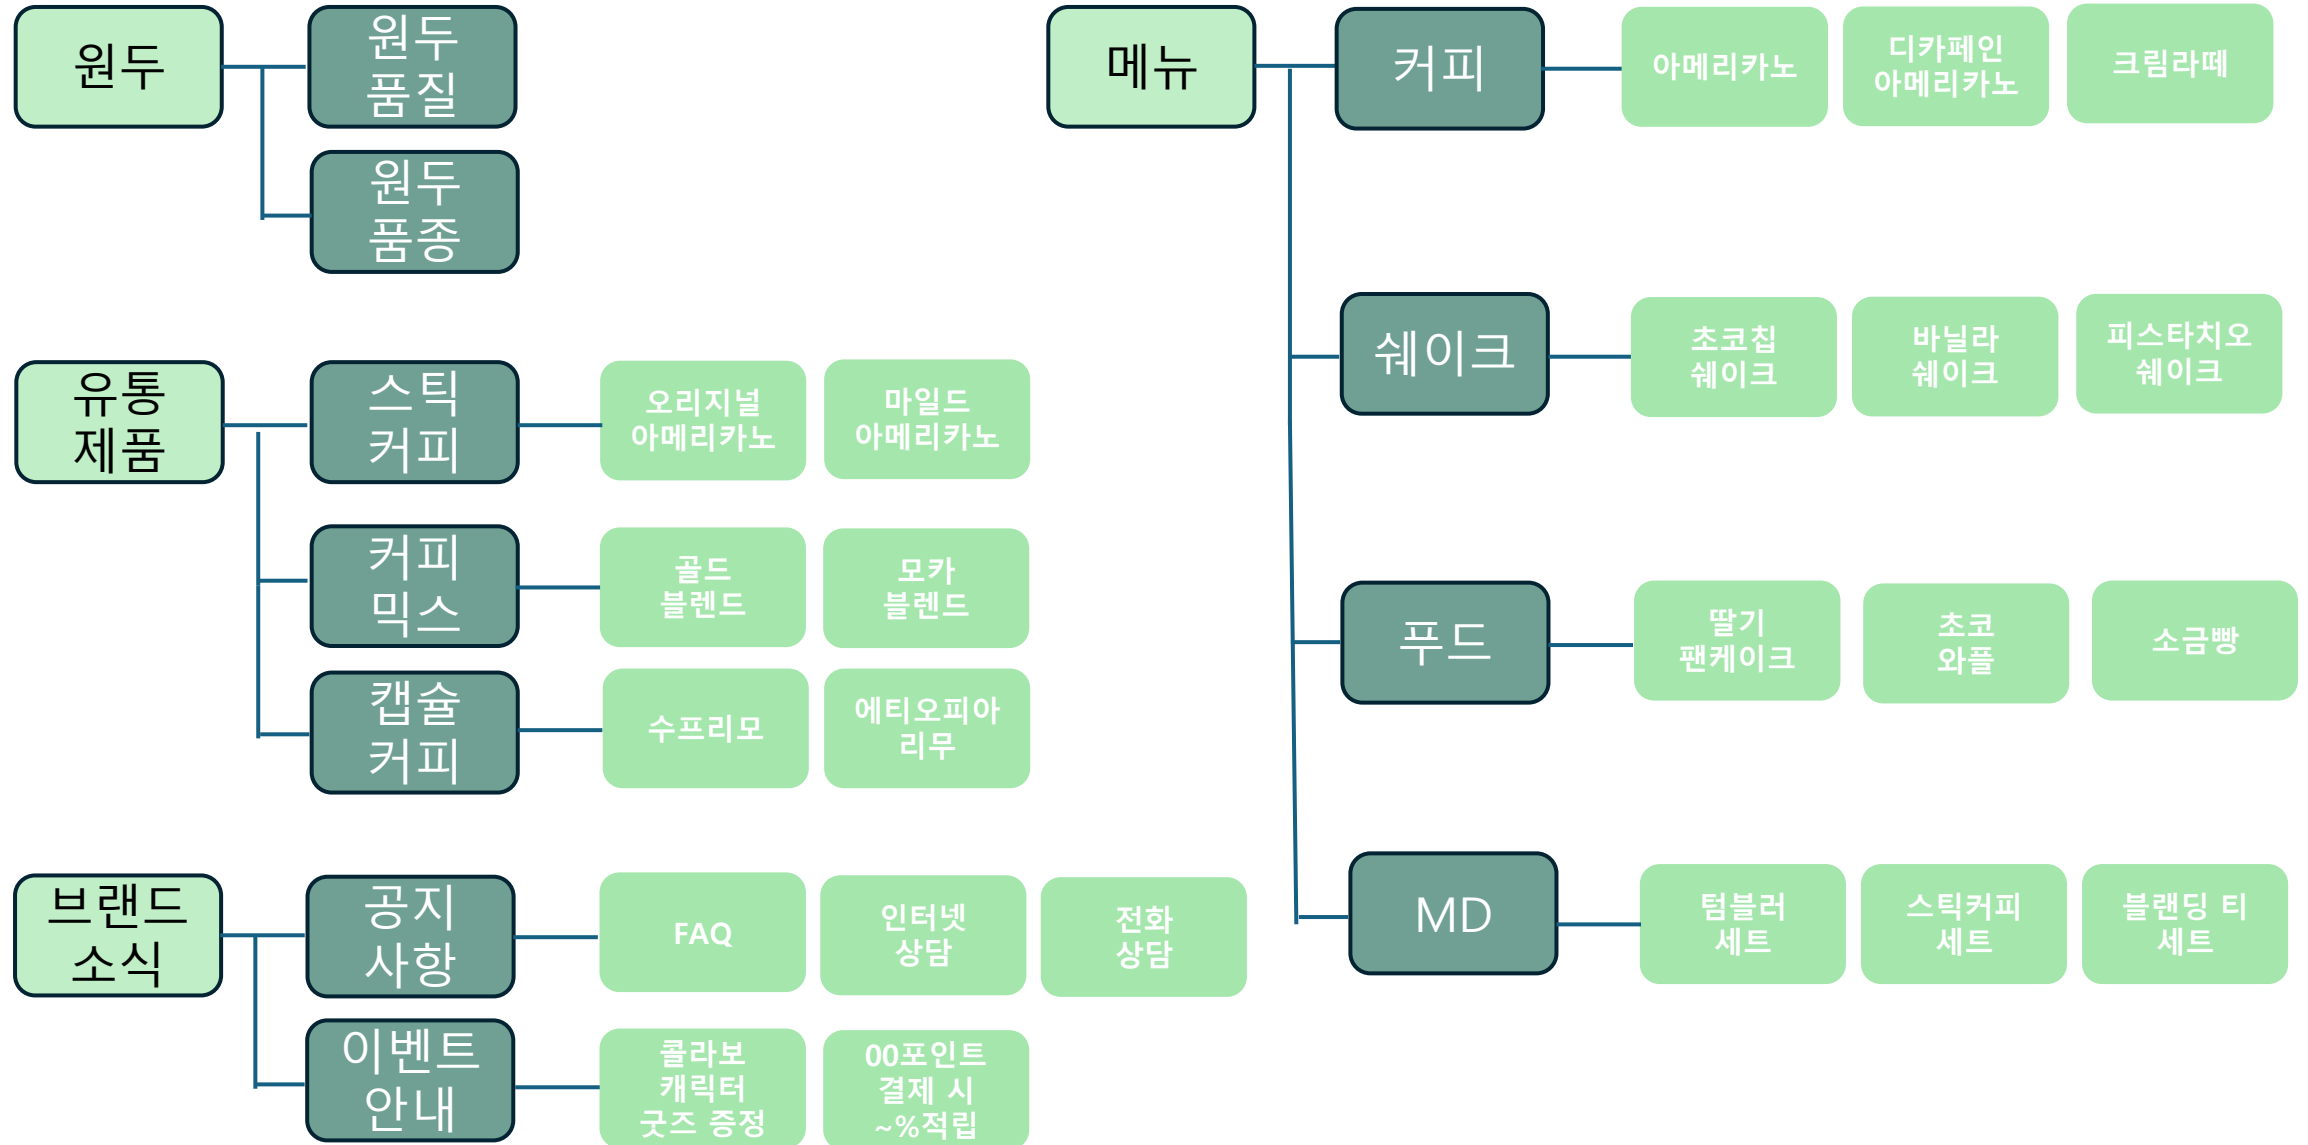 원두
원두
품질
원두
품종
유통
제품
스틱
커피
오리지널
아메리카노
마일드
아메리카노
커피
믹스
골드
블렌드
모카
블렌드
캡슐
커피
수프리모
에티오피아
리무
브랜드
소식
공지
사항
FAQ
인터넷
상담
전화
상담
이벤트
안내
콜라보
캐릭터
굿즈 증정
00포인트
결제 시
~%적립
메뉴
커피
아메리카노
디카페인
아메리카노
크림라떼
쉐이크
초코칩
쉐이크
바닐라
쉐이크
피스타치오
쉐이크
푸드
딸기
팬케이크
초코
와플
소금빵
MD
텀블러
세트
스틱커피
세트
블랜딩 티
세트